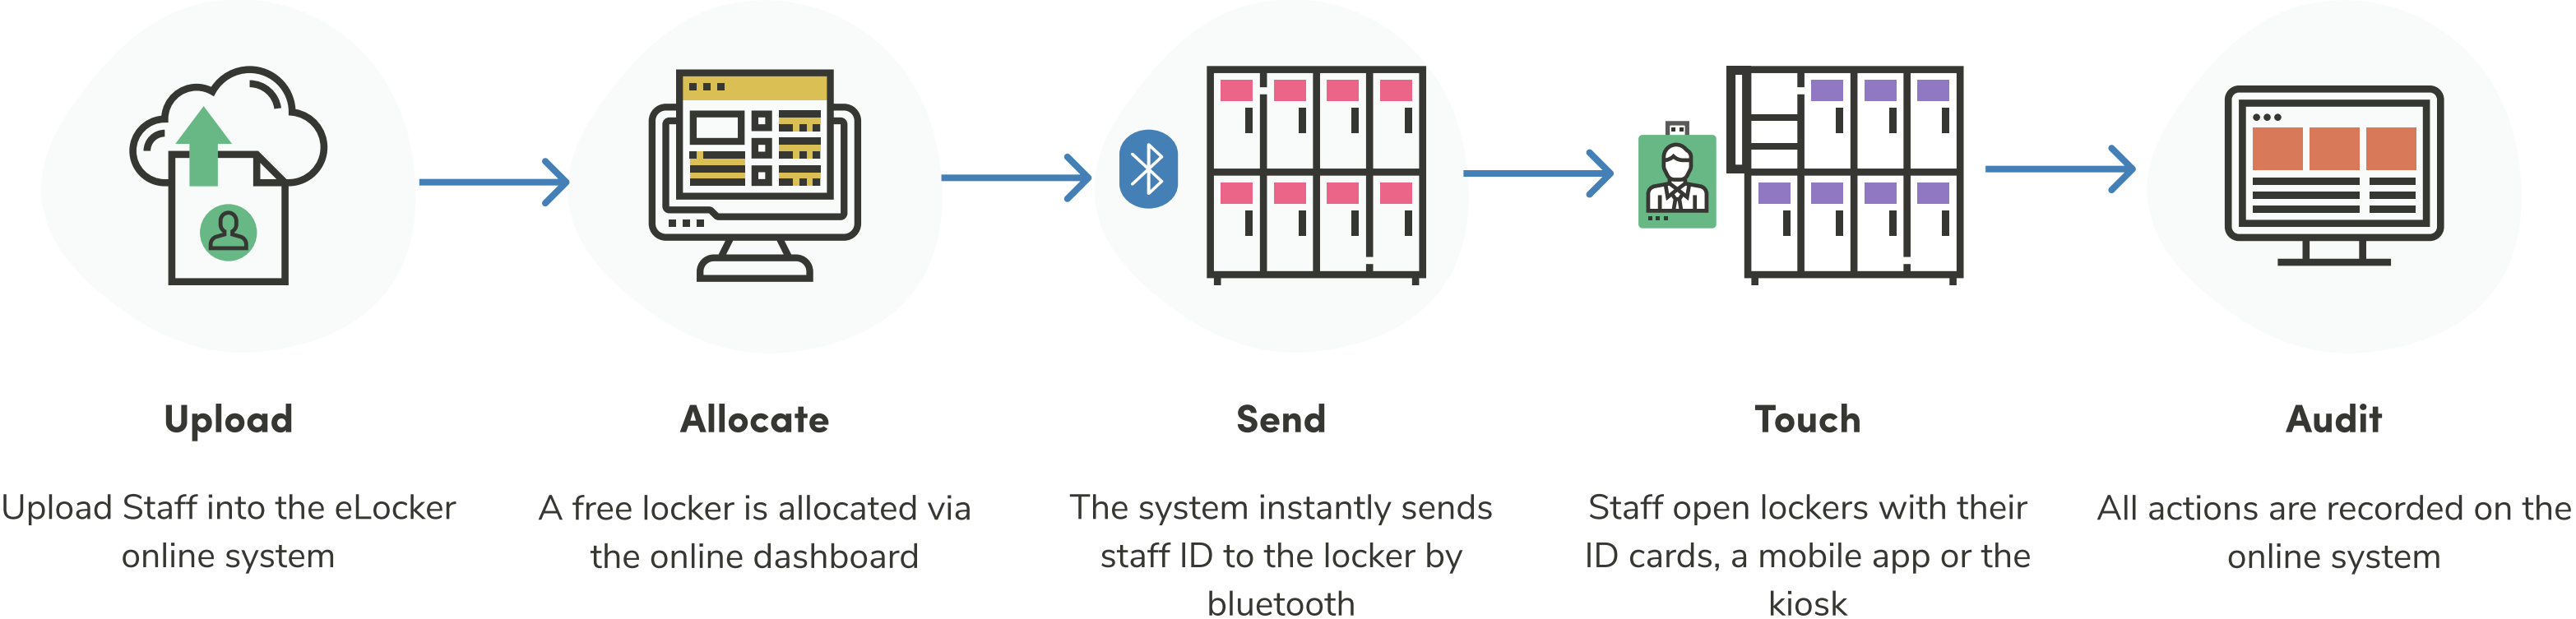 Upload
Upload Staff into the eLocker
online system
Allocate
A free locker is allocated via
the online dashboard
Send
The system instantly sends
staff ID to the locker by
bluetooth
Touch
Staff open lockers with their
ID cards, a mobile app or the
kiosk
Audit
All actions are recorded on the
online system